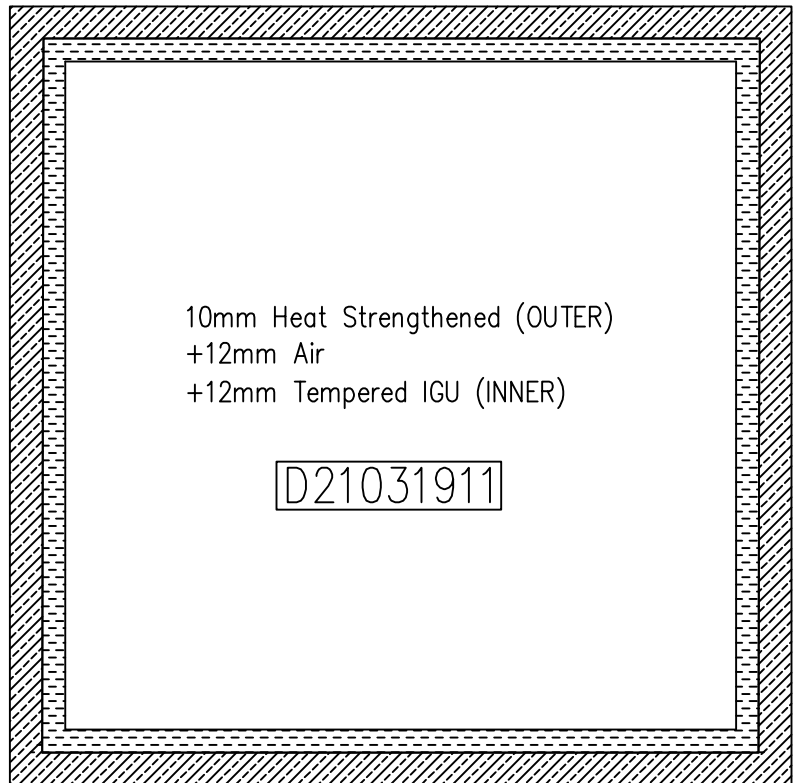 10mm Heat Strengthened (OUTER)
+12mm Air
+12mm Tempered IGU (INNER)
D21031911